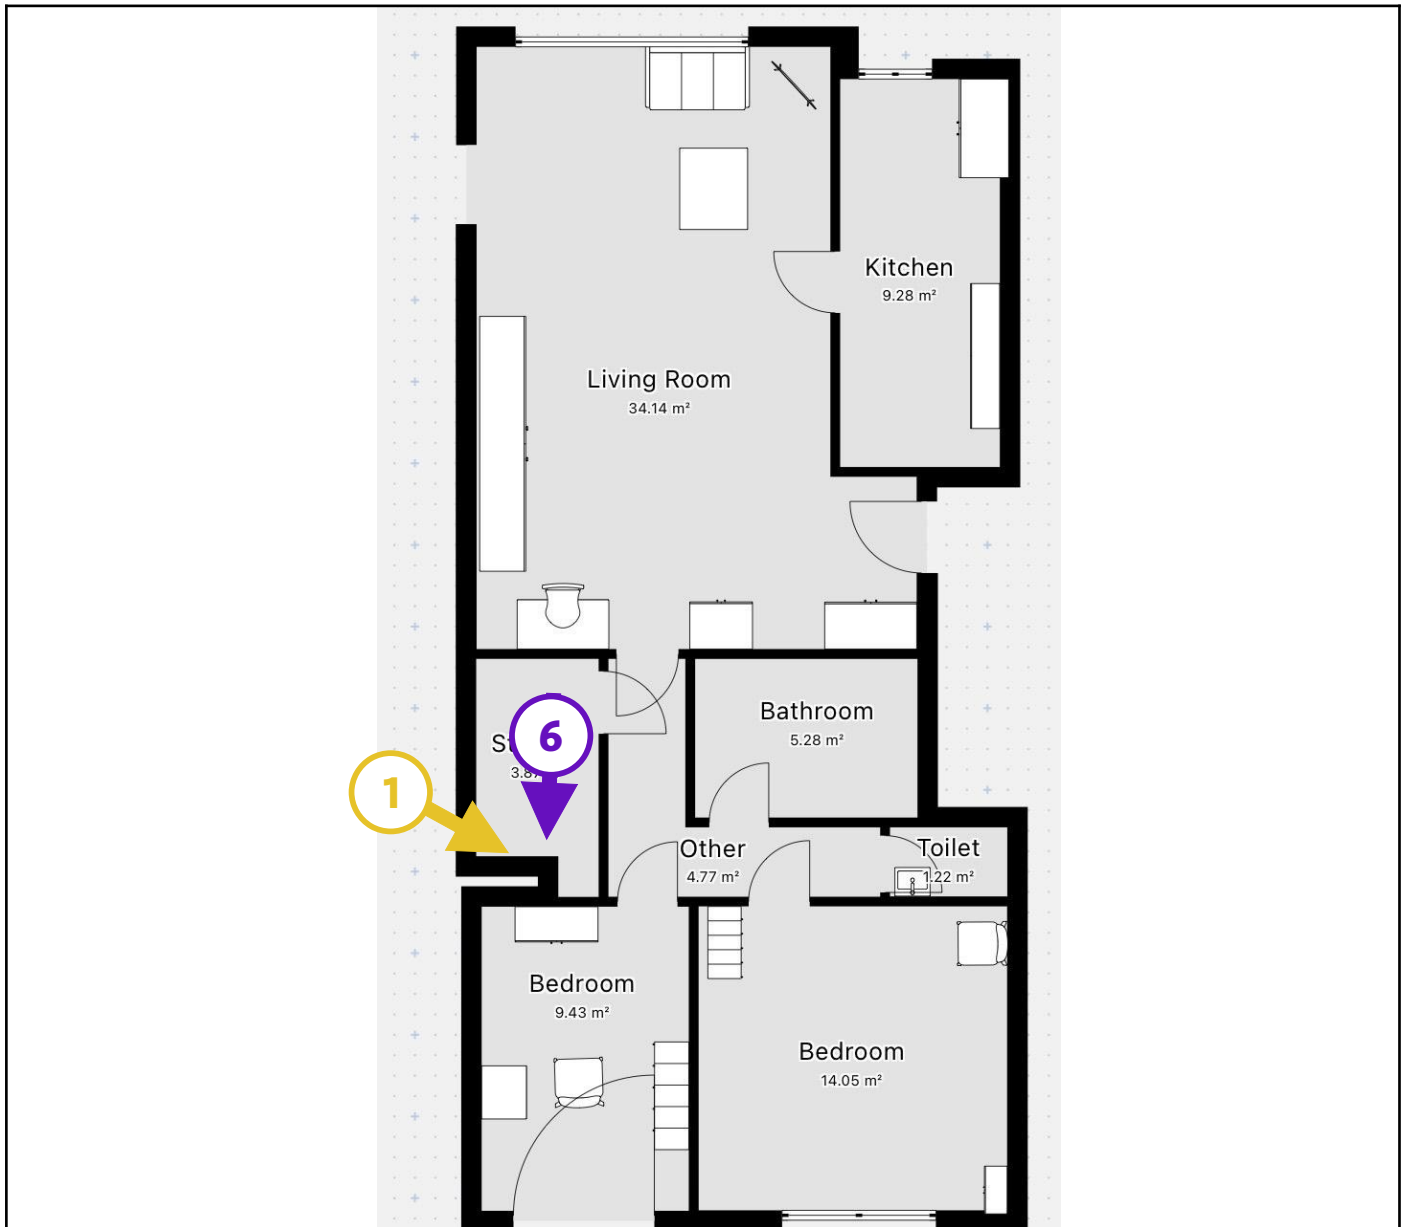 Kitchen
9.28 m²
Living Room
34.14 m²
6
Bathroom
5.28 m²
1
Other
4.77 m²
Toilet
1.22 m²
Bedroom
9.43 m²
Bedroom
14.05 m²